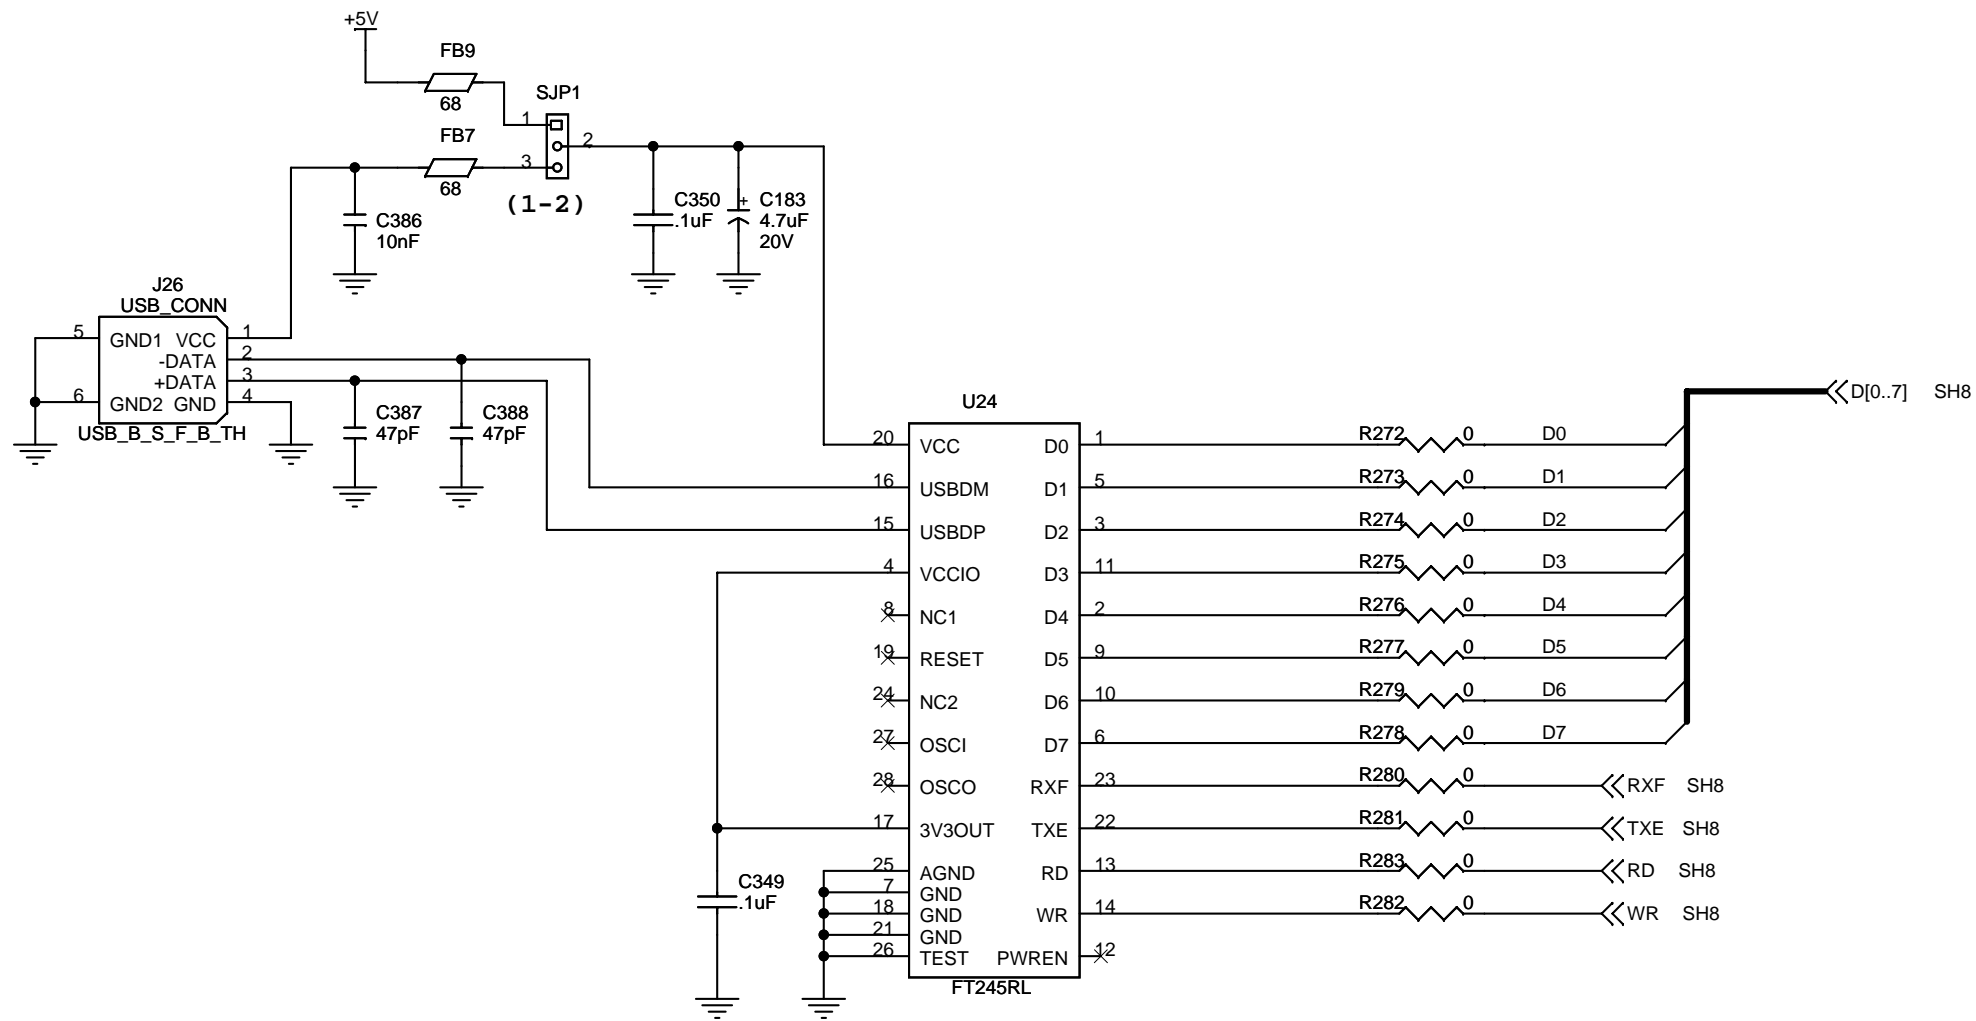 +5V
FB9
68
SJP1
1
2
3
FB7
68
(1-2)
C386
10nF
C350
.1uF
+
C183
4.7uF
20V
J26
USB_CONN
5 GND1 VCC 1
-DATA 2
+DATA 3
6 GND2 GND 4
USB_B_S_F_B_TH
C387
47pF
C388
47pF
U24
D[0..7] SH8
20 VCC D0 1 R272 0 D0
16 USBDM D1 5 R273 0 D1
15 USBDP D2 3 R274 0 D2
4 VCCIO D3 11 R275 0 D3
8 NC1 D4 2 R276 0 D4
19 RESET D5 9 R277 0 D5
24 NC2 D6 10 R279 0 D6
27 OSCI D7 6 R278 0 D7
28 OSCO RXF 23 R280 0 RXF SH8
17 3V3OUT TXE 22 R281 0 TXE SH8
25 AGND RD 13 R283 0 RD SH8
7 GND
18 GND WR 14 R282 0 WR SH8
21 GND
26 TEST PWREN 12
C349
.1uF
FT245RL